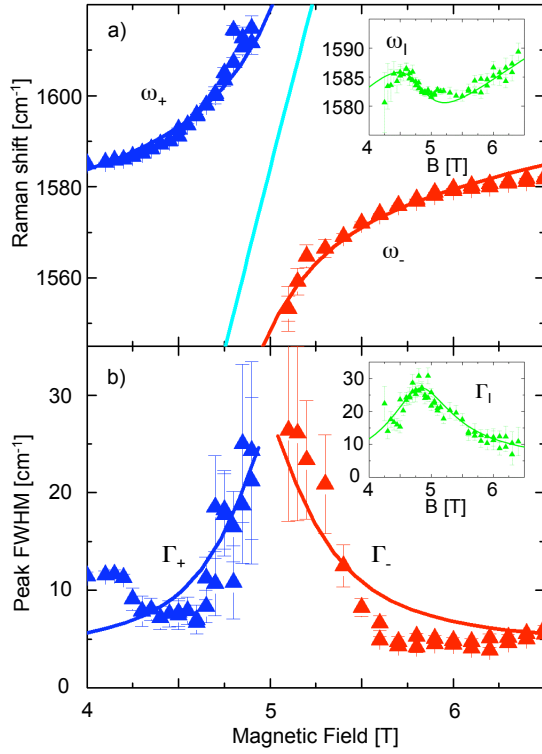 a)
Raman shift [cm⁻¹]
1600
1580
1560
ω₊
ω₋
ωₗ
1590
1585
1580
4 5 6
B [T]
b)
Peak FWHM [cm⁻¹]
30
20
10
0
Γ₊
Γ₋
Γₗ
30
20
10
0
4 5 6
B [T]
4 5 6
Magnetic Field [T]